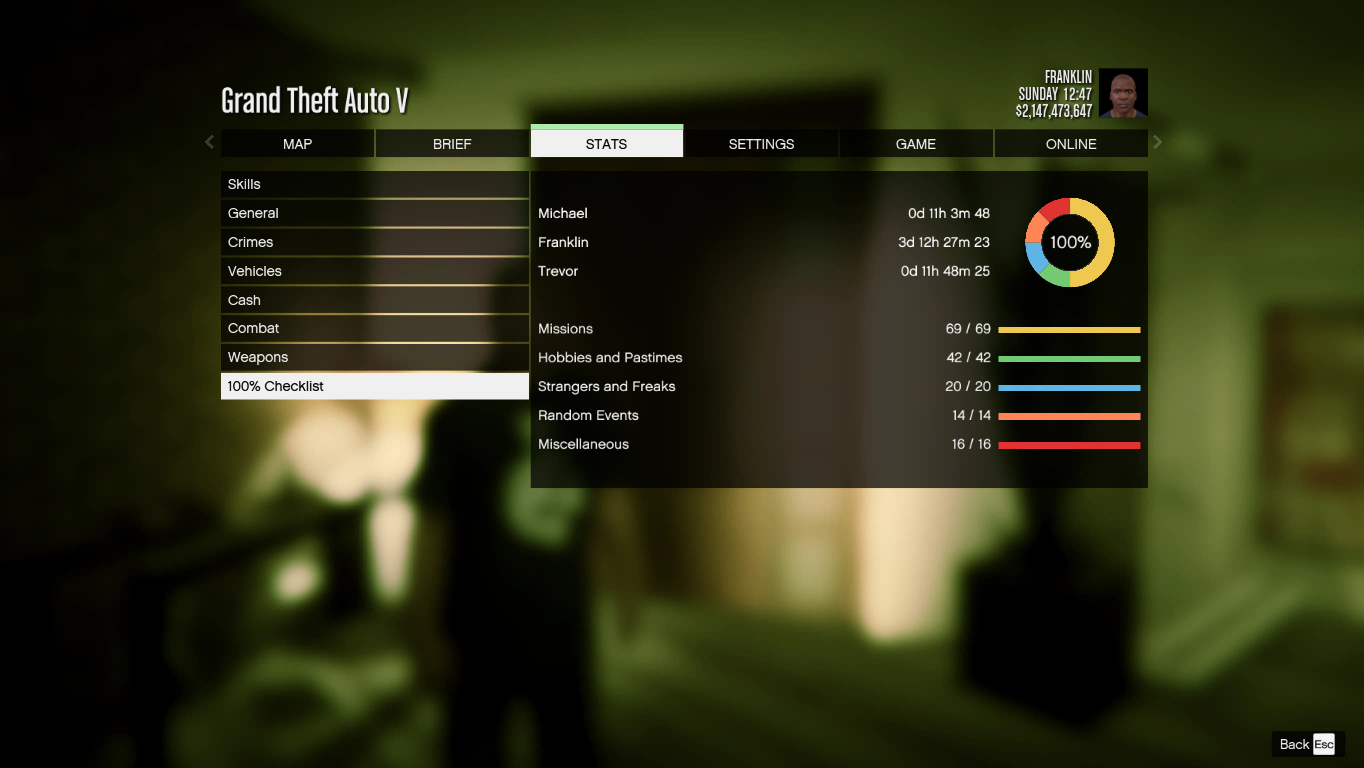 Grand Theft Auto V
FRANKLIN
SUNDAY 12:47
$2,147,473,647
MAP BRIEF STATS SETTINGS GAME ONLINE
Skills
General
Crimes
Vehicles
Cash
Combat
Weapons
100% Checklist
Michael 0d 11h 3m 48
Franklin 3d 12h 27m 23
Trevor 0d 11h 48m 25
100%
Missions 69 / 69
Hobbies and Pastimes 42 / 42
Strangers and Freaks 20 / 20
Random Events 14 / 14
Miscellaneous 16 / 16
Back Esc